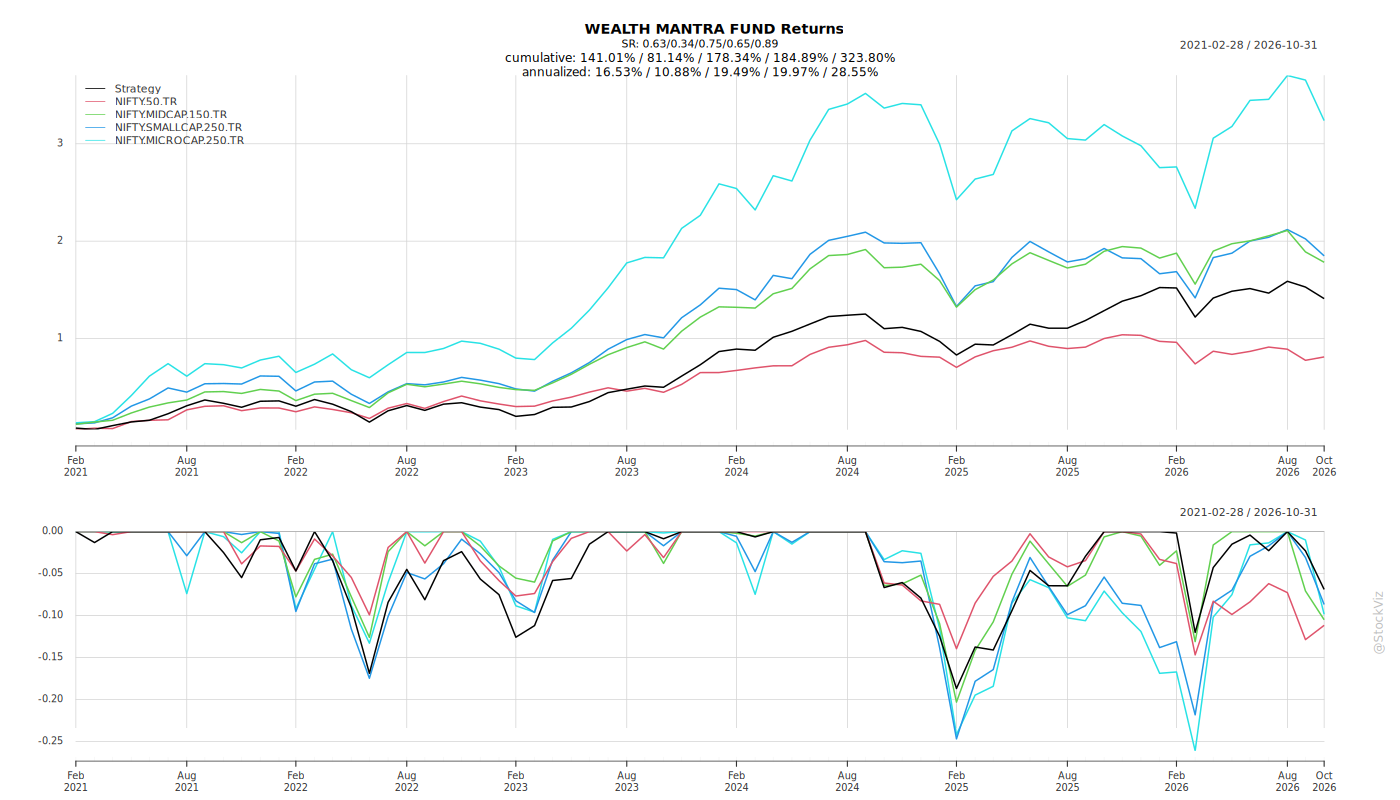 WEALTH MANTRA FUND Returns
SR: 0.63/0.34/0.75/0.65/0.89
cumulative: 141.01% / 81.14% / 178.34% / 184.89% / 323.80%
annualized: 16.53% / 10.88% / 19.49% / 19.97% / 28.55%
2021-02-28 / 2026-10-31
Strategy
NIFTY.50.TR
NIFTY.MIDCAP.150.TR
NIFTY.SMALLCAP.250.TR
NIFTY.MICROCAP.250.TR
3
2
1
Feb 2021
Aug 2021
Feb 2022
Aug 2022
Feb 2023
Aug 2023
Feb 2024
Aug 2024
Feb 2025
Aug 2025
Feb 2026
Aug 2026
Oct 2026
2021-02-28 / 2026-10-31
0.00
-0.05
-0.10
-0.15
-0.20
-0.25
Feb 2021
Aug 2021
Feb 2022
Aug 2022
Feb 2023
Aug 2023
Feb 2024
Aug 2024
Feb 2025
Aug 2025
Feb 2026
Aug 2026
Oct 2026
@StockViz